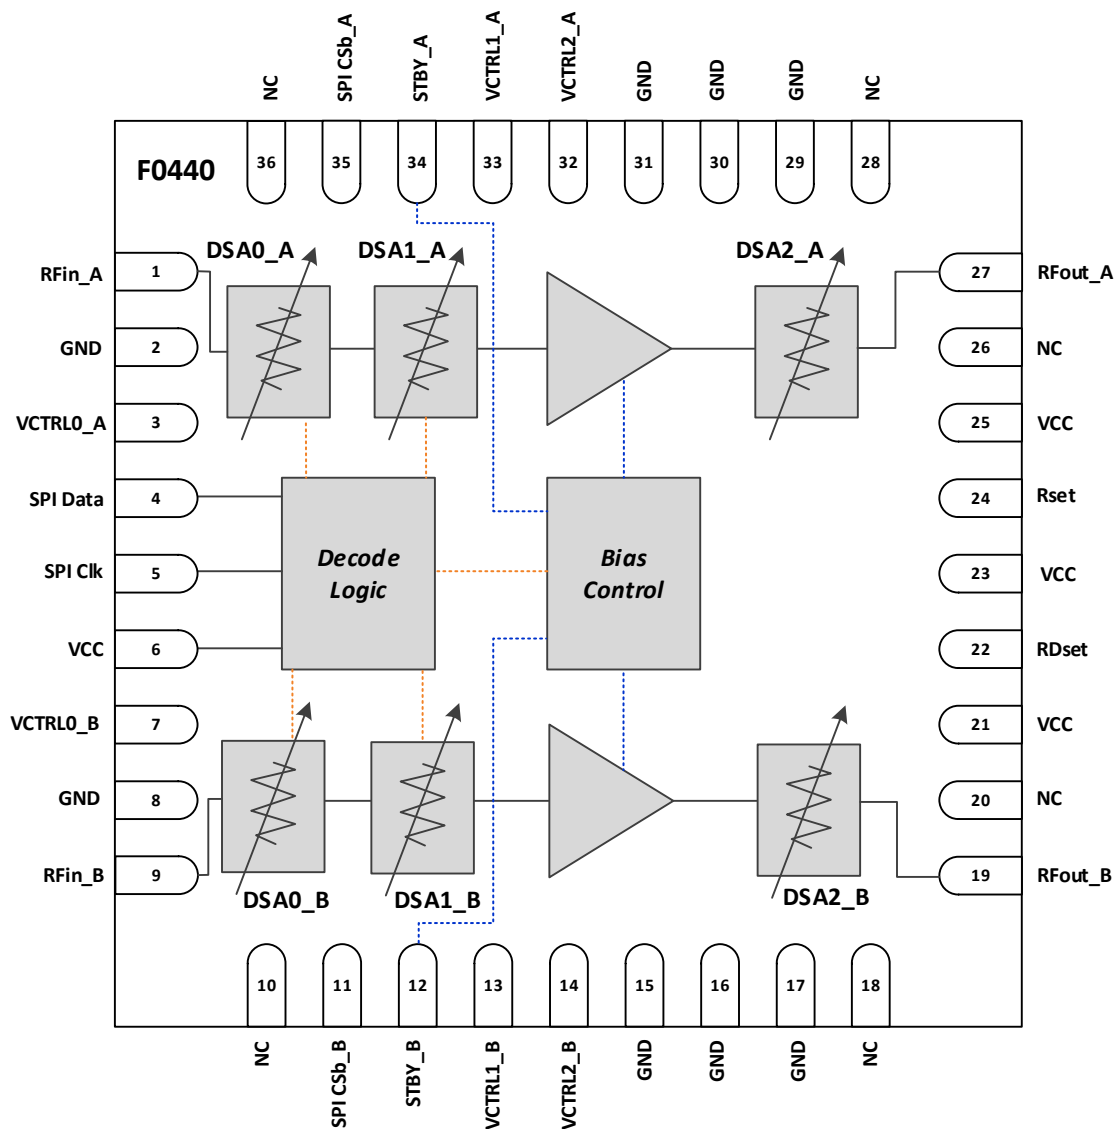 NC
SPI CSb_A
STBY_A
VCTRL1_A
VCTRL2_A
GND
GND
GND
NC
F0440
36
35
34
33
32
31
30
29
28
DSA0_A
DSA1_A
DSA2_A
RFin_A
1
27
RFout_A
GND
2
26
NC
VCTRL0_A
3
25
VCC
SPI Data
4
24
Rset
Decode
Logic
Bias
Control
SPI Clk
5
23
VCC
VCC
6
22
RDset
VCTRL0_B
7
21
VCC
GND
8
20
NC
RFin_B
9
19
RFout_B
DSA0_B
DSA1_B
DSA2_B
10
11
12
13
14
15
16
17
18
NC
SPI CSb_B
STBY_B
VCTRL1_B
VCTRL2_B
GND
GND
GND
NC